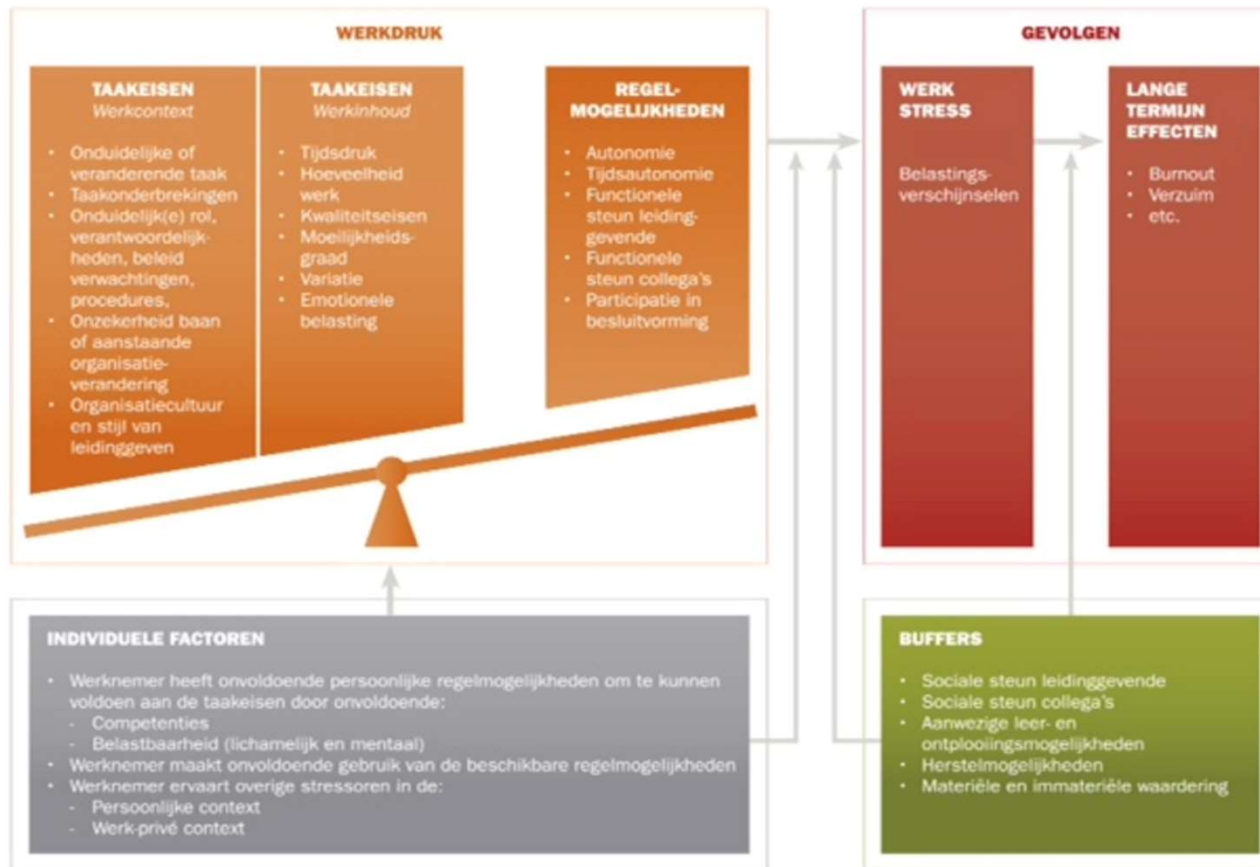 WERKDRUK
TAAKEISEN
Werkcontext
• Onduidelijke of
veranderende taak
• Taakonderbrekingen
• Onduidelijk(e) rol,
verantwoordelijk-
heden, beleid
verwachtingen,
procedures,
• Onzekerheid baan
of aanstaande
organisatie-
verandering
• Organisatiecultuur
en stijl van
leidinggeven
TAAKEISEN
Werkinhoud
• Tijdsdruk
• Hoeveelheid
werk
• Kwaliteitseisen
• Moeilijkheids-
graad
• Variatie
• Emotionele
belasting
REGEL-
MOGELIJKHEDEN
• Autonomie
• Tijdsautonomie
• Functionele
steun leiding-
gevende
• Functionele
steun collega's
• Participatie in
besluitvorming
GEVOLGEN
WERK
STRESS
Belastings-
verschijnselen
LANGE
TERMIJN
EFFECTEN
• Burnout
• Verzuim
• etc.
INDIVIDUELE FACTOREN
• Werknemer heeft onvoldoende persoonlijke regelmogelijkheden om te kunnen
voldoen aan de taakeisen door onvoldoende:
- Competenties
- Belastbaarheid (lichamelijk en mentaal)
• Werknemer maakt onvoldoende gebruik van de beschikbare regelmogelijkheden
• Werknemer ervaart overige stressoren in de:
- Persoonlijke context
- Werk-privé context
BUFFERS
• Sociale steun leidinggevende
• Sociale steun collega's
• Aanwezige leer- en
ontplooiingsmogelijkheden
• Herstelmogelijkheden
• Materiële en immateriële waardering